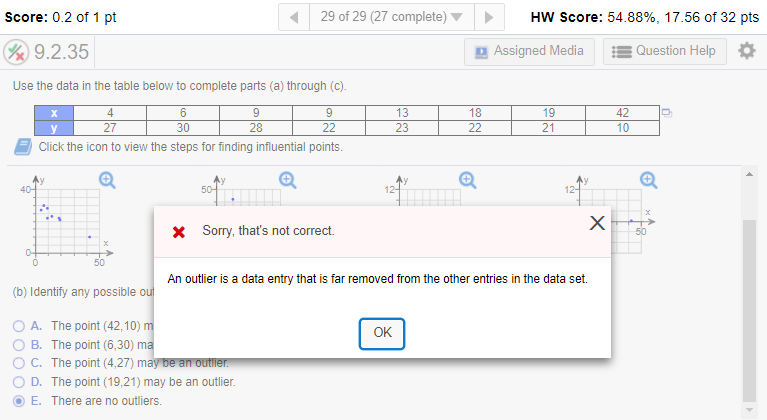 Score: 0.2 of 1 pt
29 of 29 (27 complete)
HW Score: 54.88%, 17.56 of 32 pts
9.2.35
Assigned Media
Question Help
Use the data in the table below to complete parts (a) through (c).
x 4 6 9 9 13 18 19 42
y 27 30 28 22 23 22 21 10
Click the icon to view the steps for finding influential points.
40 y
0
0 50
x
50 y
12 y
12 y
x
50
Sorry, that's not correct.
X
An outlier is a data entry that is far removed from the other entries in the data set.
OK
(b) Identify any possible
A. The point (42,10)
B. The point (6,30)
C. The point (4,27) may be an outlier.
D. The point (19,21) may be an outlier.
E. There are no outliers.